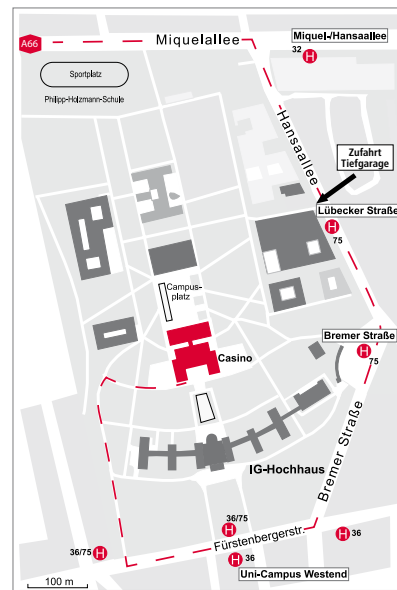 A66
Miquelallee
Miquel-/Hansaallee
32
H
Sportplatz
Philipp-Holzmann-Schule
Hansaallee
Zufahrt
Tiefgarage
Lübecker Straße
H
75
Campus-
platz
Bremer Straße
H
75
Casino
IG-Hochhaus
Bremer Straße
36/75
H
Fürstenbergerstr.
H
36
36/75
H
H
36
Uni-Campus Westend
100 m